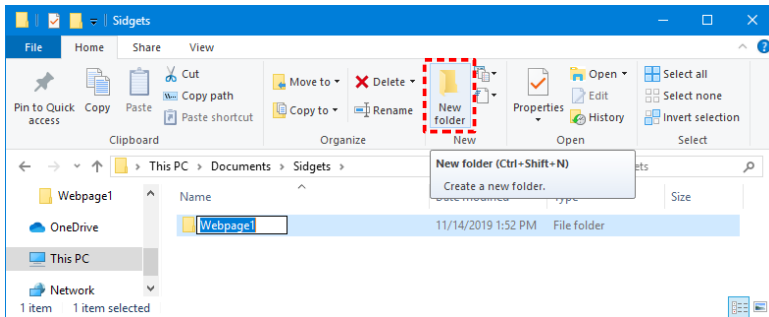 Sidgets
File Home Share View
Pin to Quick access
Copy
Paste
Cut
Copy path
Paste shortcut
Clipboard
Move to
Copy to
Delete
Rename
Organize
New folder
New
Properties
Open
Edit
History
Open
Select all
Select none
Invert selection
Select
This PC > Documents > Sidgets >
New folder (Ctrl+Shift+N)
Create a new folder.
Webpage1
OneDrive
This PC
Network
Name Date modified Type Size
Webpage1 11/14/2019 1:52 PM File folder
1 item 1 item selected